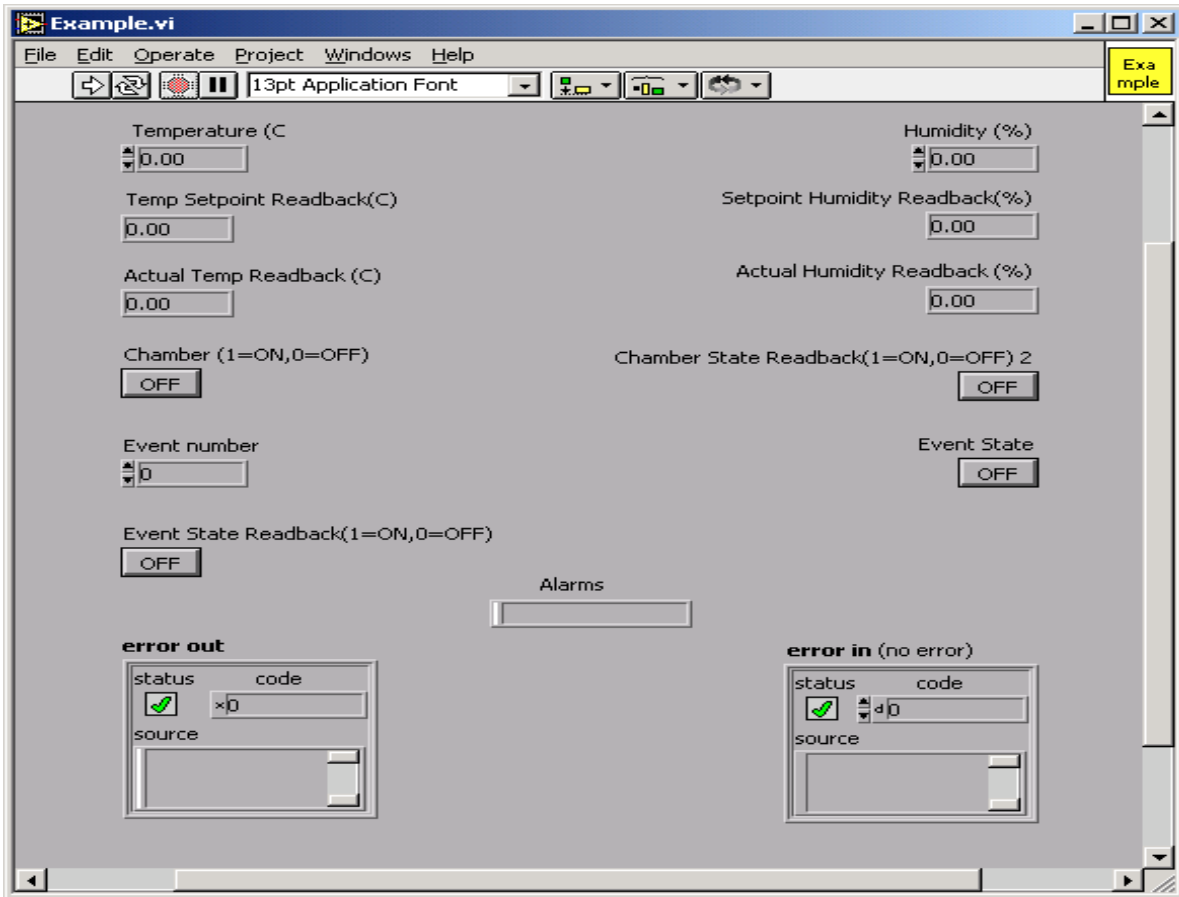 Example.vi
File Edit Operate Project Windows Help
13pt Application Font
Exa
mple
Temperature (C
0.00
Humidity (%)
0.00
Temp Setpoint Readback(C)
0.00
Setpoint Humidity Readback(%)
0.00
Actual Temp Readback (C)
0.00
Actual Humidity Readback (%)
0.00
Chamber (1=ON,0=OFF)
OFF
Chamber State Readback(1=ON,0=OFF) 2
OFF
Event number
0
Event State
OFF
Event State Readback(1=ON,0=OFF)
OFF
Alarms
error out
status code
x0
source
error in (no error)
status code
d0
source